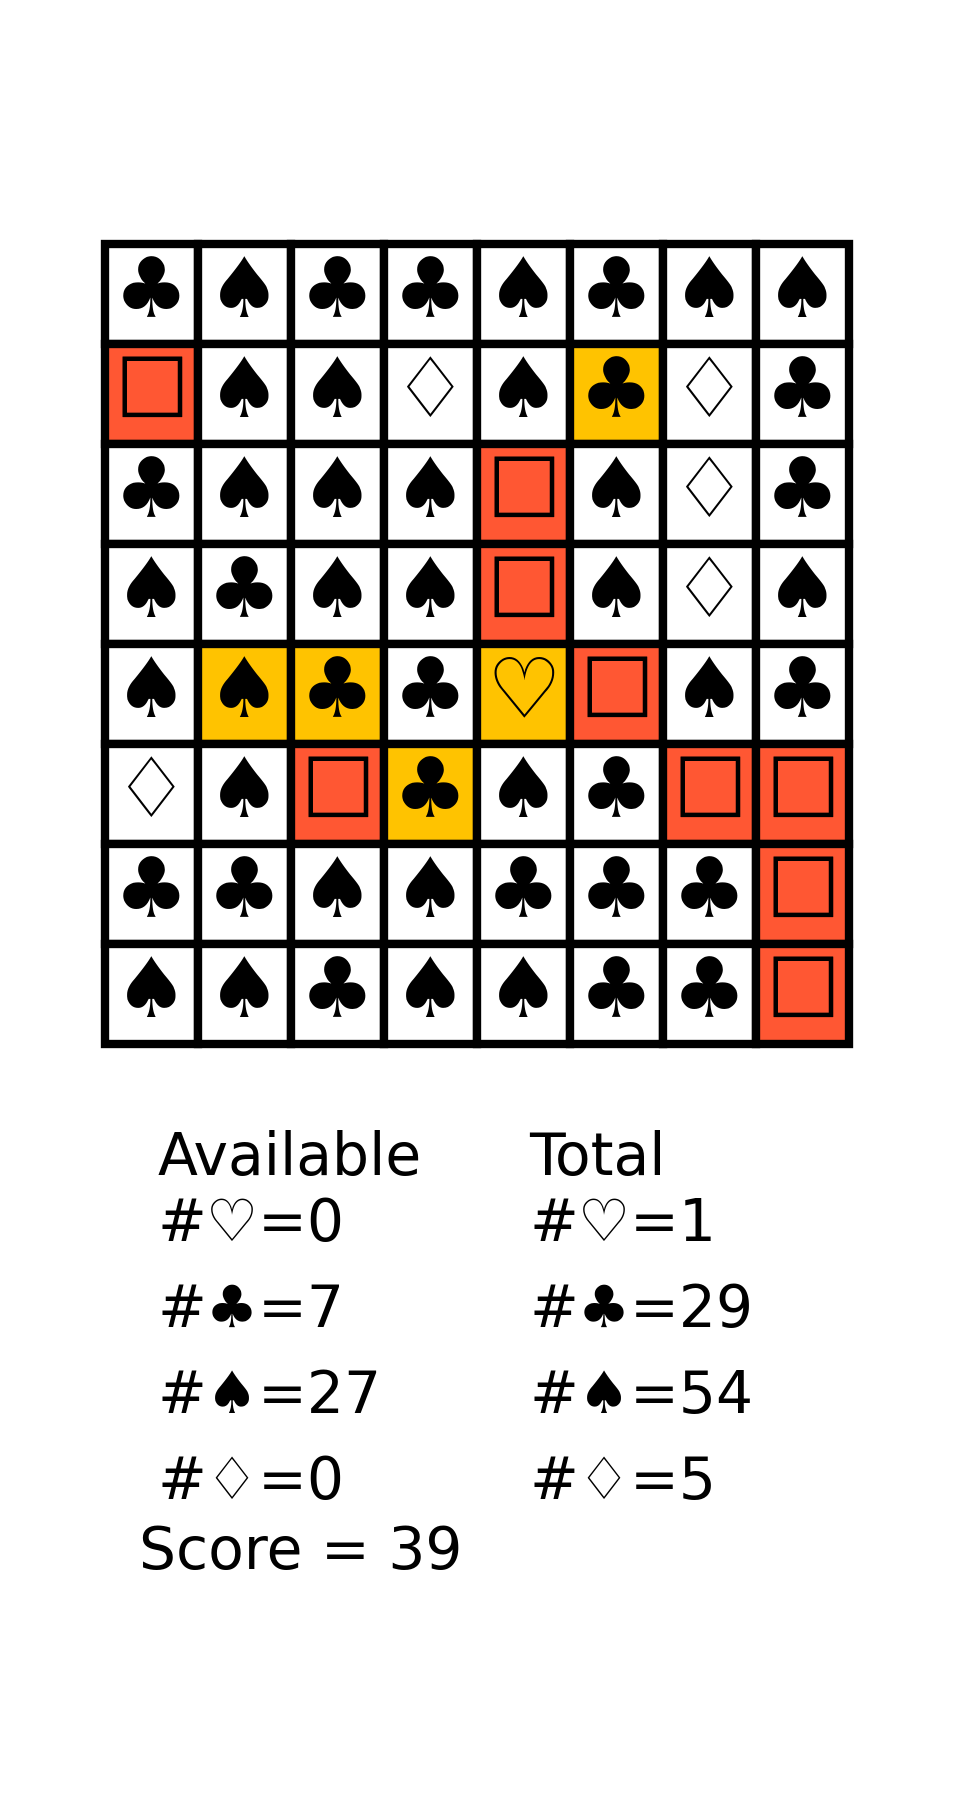 ♣ ♠ ♣ ♣ ♠ ♣ ♠ ♠
□ ♠ ♠ ♢ ♠ ♣ ♢ ♣
♣ ♠ ♠ ♠ □ ♠ ♢ ♣
♠ ♣ ♠ ♠ □ ♠ ♢ ♠
♠ ♠ ♣ ♣ ♡ □ ♠ ♣
♢ ♠ □ ♣ ♠ ♣ □ □
♣ ♣ ♠ ♠ ♣ ♣ ♣ □
♠ ♠ ♣ ♠ ♠ ♣ ♣ □
Available Total
#♡=0 #♡=1
#♣=7 #♣=29
#♠=27 #♠=54
#♢=0 #♢=5
Score = 39